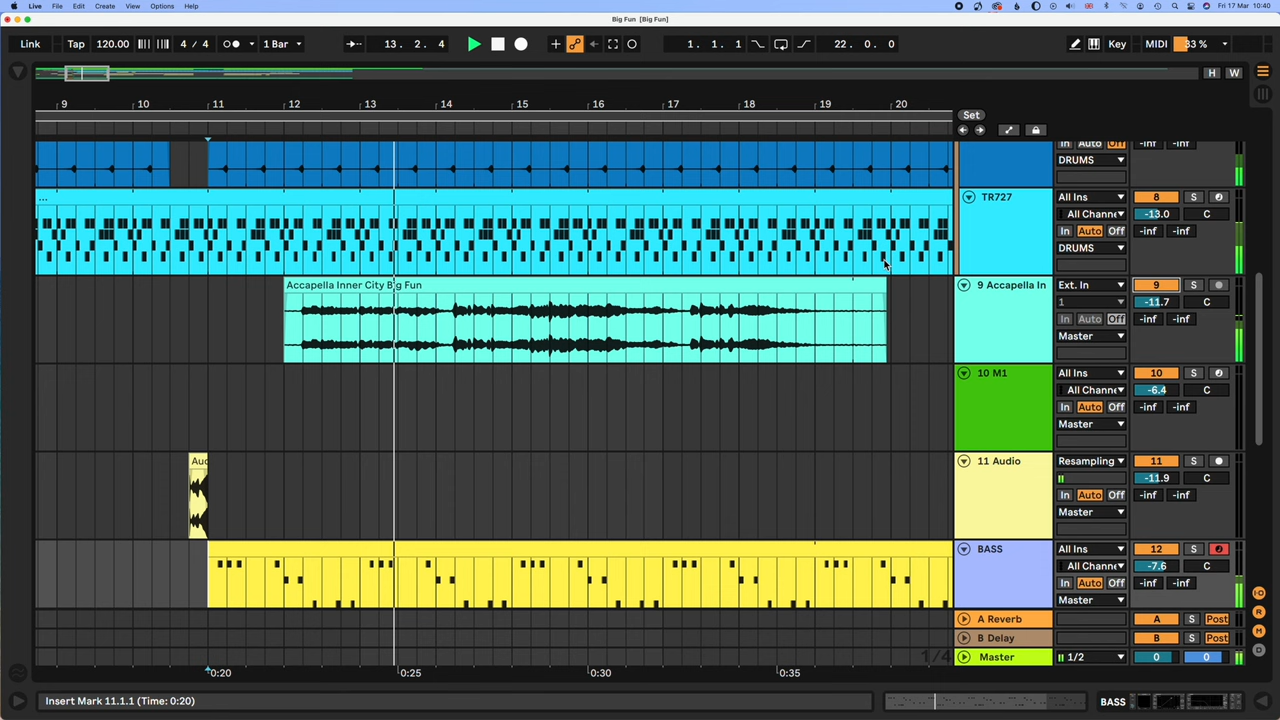 Live File Edit Create View Options Help Fri 17 Mar 10:40
Big Fun [Big Fun]
Link Tap 120.00 4 / 4 1 Bar 13. 2. 4 1. 1. 1 22. 0. 0 Key MIDI 33 %
H W
9 10 11 12 13 14 15 16 17 18 19 20
Set
In Auto Off -inf -inf
DRUMS
... TR727 All Ins 8 S
All Channe -13.0 C
In Auto Off -inf -inf
DRUMS
Accapella Inner City Big Fun 9 Accapella In Ext. In 9 S
1 -11.7 C
In Auto Off -inf -inf
Master
10 M1 All Ins 10 S
All Channe -6.4 C
In Auto Off -inf -inf
Master
Auc 11 Audio Resampling 11 S
-11.9 C
In Auto Off -inf -inf
Master
BASS All Ins 12 S
All Channe -7.6 C
In Auto Off -inf -inf
Master
A Reverb A S Post
B Delay B S Post
1/4 Master 1/2 0 0
0:20 0:25 0:30 0:35
Insert Mark 11.1.1 (Time: 0:20) BASS